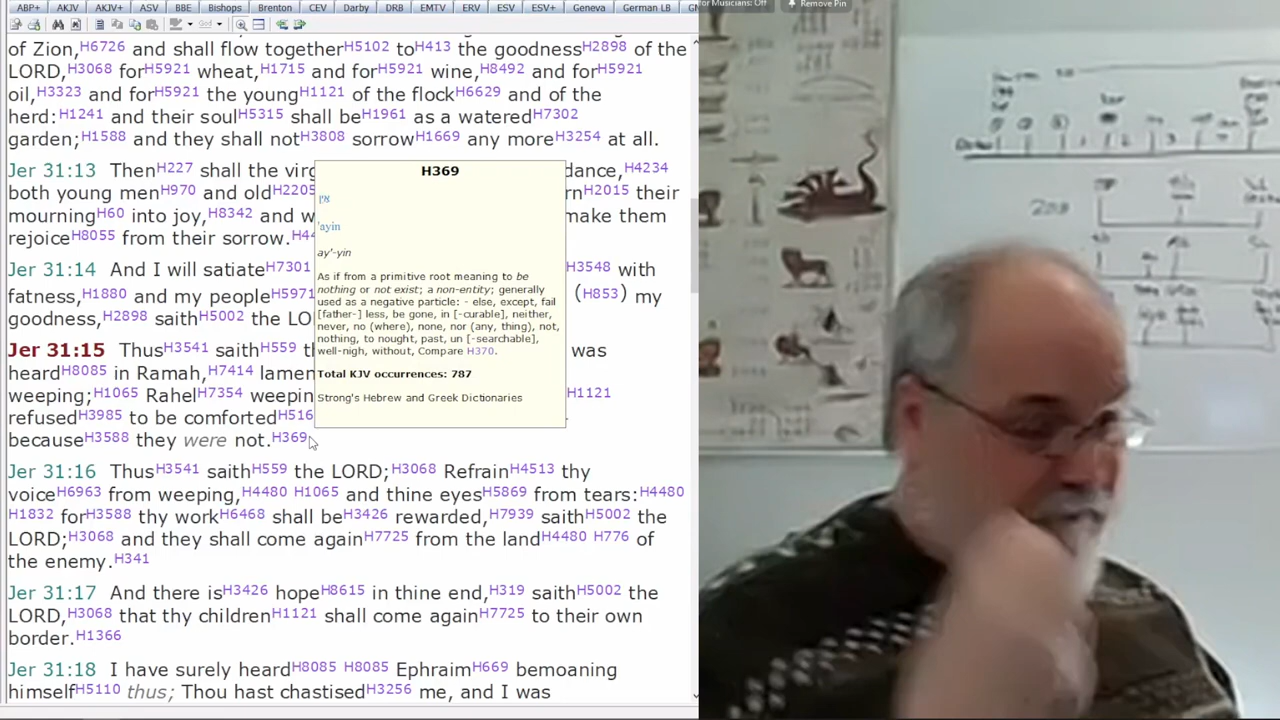 ABP+ AKJV AKJV+ ASV BBE Bishops Brenton CEV Darby DRB EMTV ERV ESV ESV+ Geneva German LB
for Musicians: Off Remove Pin
of Zion,H6726 and shall flow togetherH5102 toH413 the goodnessH2898 of the
LORD,H3068 forH5921 wheat,H1715 and forH5921 wine,H8492 and forH5921
oil,H3323 and forH5921 the youngH1121 of the flockH6629 and of the
herd:H1241 and their soulH5315 shall beH1961 as a wateredH7302
garden;H1588 and they shall notH3808 sorrowH1669 any moreH3254 at all.
Jer 31:13 ThenH227 shall the virg dance,H4234
both young menH970 and oldH2205 rnH2015 their
mourningH60 into joy,H8342 and w make them
rejoiceH8055 from their sorrow.H44
Jer 31:14 And I will satiateH7301 H3548 with
fatness,H1880 and my peopleH5971 (H853) my
goodness,H2898 saithH5002 the LO
Jer 31:15 ThusH3541 saithH559 th was
heardH8085 in Ramah,H7414 lamen
weeping;H1065 RahelH7354 weepin H1121
refusedH3985 to be comfortedH516
becauseH3588 they were not.H369
H369
אין
'ayin
ay'-yin
As if from a primitive root meaning to be
nothing or not exist; a non-entity; generally
used as a negative particle: - else, except, fail
[father-] less, be gone, in [-curable], neither,
never, no (where), none, nor (any, thing), not,
nothing, to nought, past, un [-searchable],
well-nigh, without, Compare H370.
Total KJV occurrences: 787
Strong's Hebrew and Greek Dictionaries
Jer 31:16 ThusH3541 saithH559 the LORD;H3068 RefrainH4513 thy
voiceH6963 from weeping,H4480 H1065 and thine eyesH5869 from tears:H4480
H1832 forH3588 thy workH6468 shall beH3426 rewarded,H7939 saithH5002 the
LORD;H3068 and they shall come againH7725 from the landH4480 H776 of
the enemy.H341
Jer 31:17 And there isH3426 hopeH8615 in thine end,H319 saithH5002 the
LORD,H3068 that thy childrenH1121 shall come againH7725 to their own
border.H1366
Jer 31:18 I have surely heardH8085 H8085 EphraimH669 bemoaning
himselfH5110 thus; Thou hast chastisedH3256 me, and I was